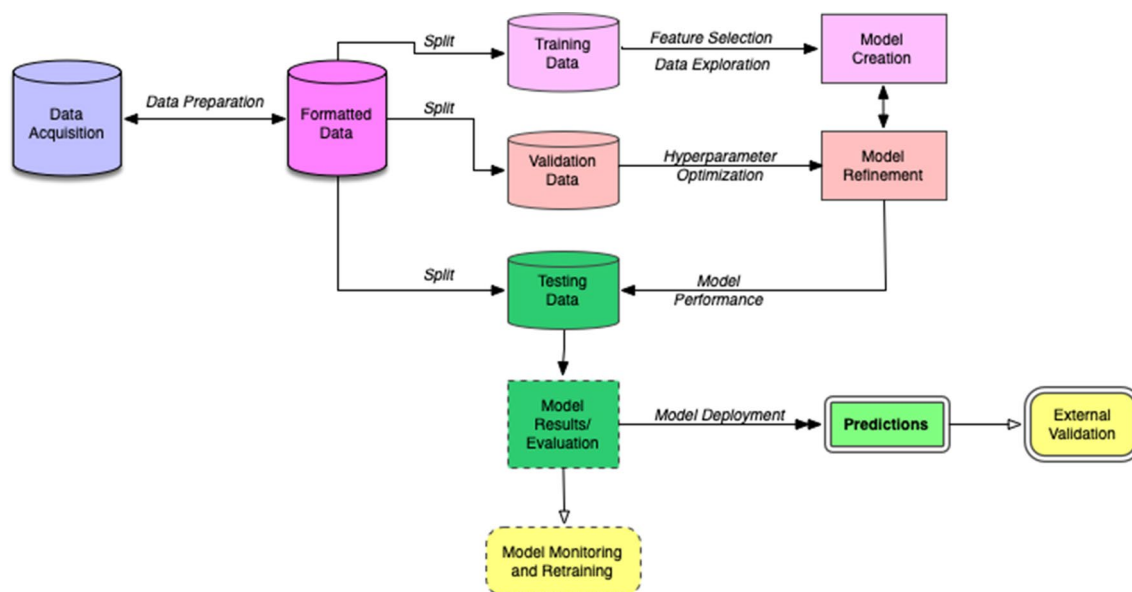 Split
Training
Data
Feature Selection
Data Exploration
Model
Creation
Data
Acquisition
Data Preparation
Formatted
Data
Split
Validation
Data
Hyperparameter
Optimization
Model
Refinement
Split
Testing
Data
Model
Performance
Model
Results/
Evaluation
Model Deployment
Predictions
External
Validation
Model Monitoring
and Retraining